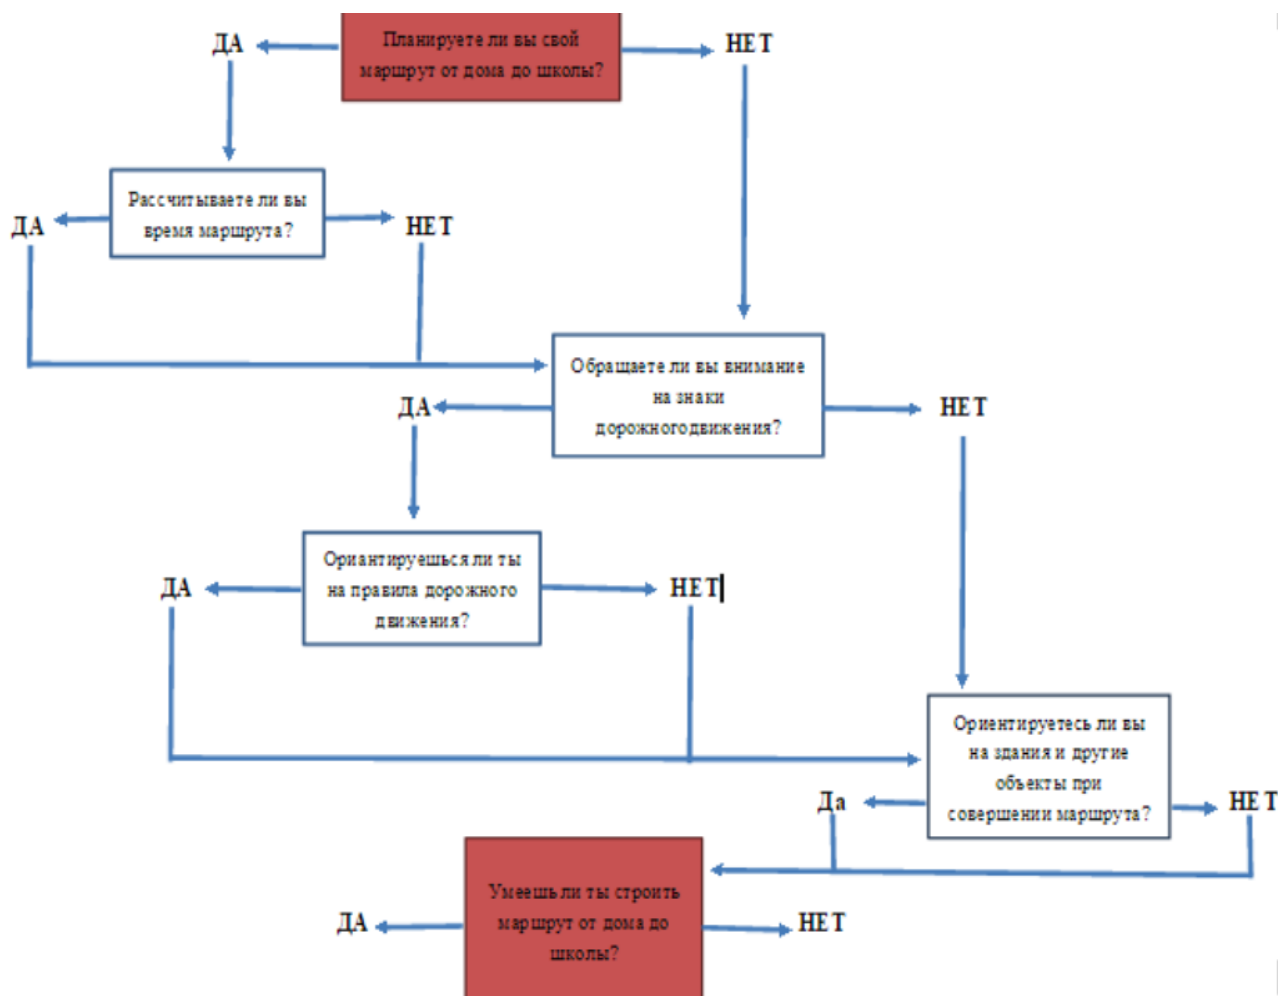 Планируете ли вы свой
маршрут от дома до школы?
ДА
НЕТ
Рассчитываете ли вы
время маршрута?
ДА
НЕТ
Обращаете ли вы внимание
на знаки
дорожногодвижения?
ДА
НЕТ
Ориантируешься ли ты
на правила дорожного
движения?
ДА
НЕТ
Ориентируетесь ли вы
на здания и другие
объекты при
совершении маршрута?
Да
НЕТ
Умеешь ли ты строить
маршрут от дома до
школы?
ДА
НЕТ